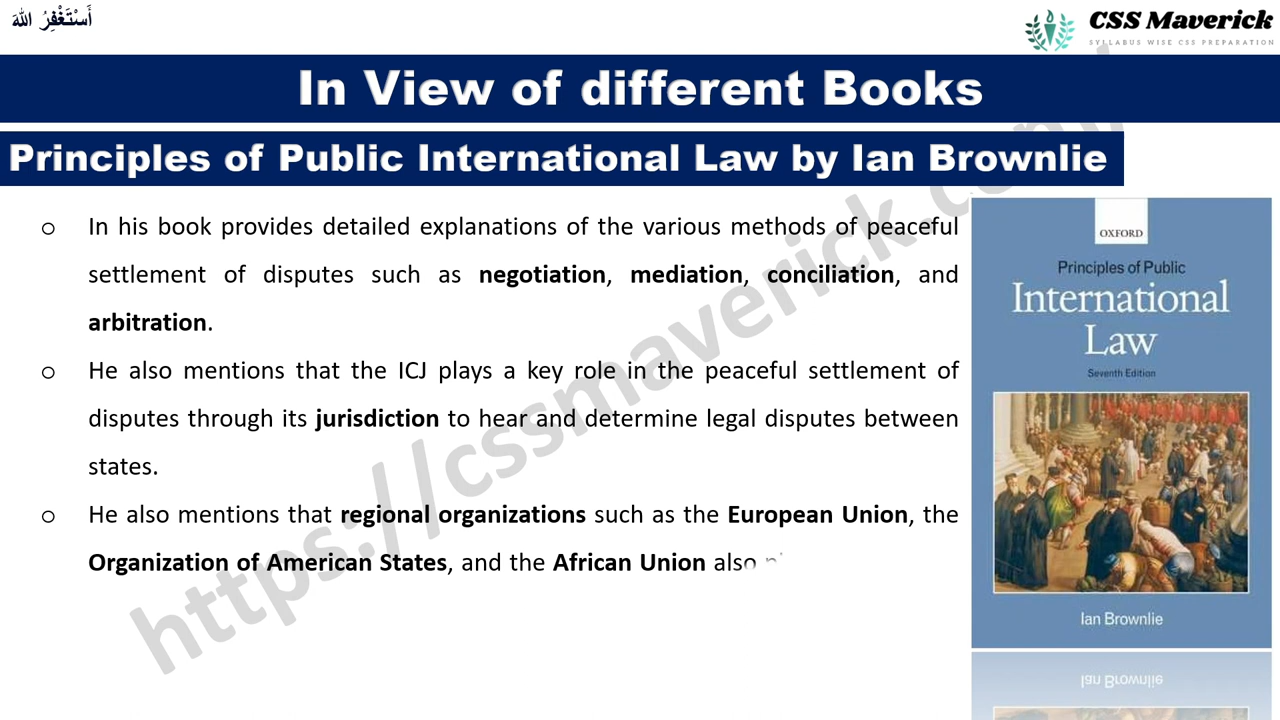 أَسْتَغْفِرُ اللهَ
CSS Maverick
SYLLABUS WISE CSS PREPARATION
In View of different Books
Principles of Public International Law by Ian Brownlie
o In his book provides detailed explanations of the various methods of peaceful
settlement of disputes such as negotiation, mediation, conciliation, and
arbitration.
o He also mentions that the ICJ plays a key role in the peaceful settlement of
disputes through its jurisdiction to hear and determine legal disputes between
states.
o He also mentions that regional organizations such as the European Union, the
Organization of American States, and the African Union also
https://cssmaverick.com/
OXFORD
Principles of Public
International
Law
Seventh Edition
Ian Brownlie
Ian Brownlie